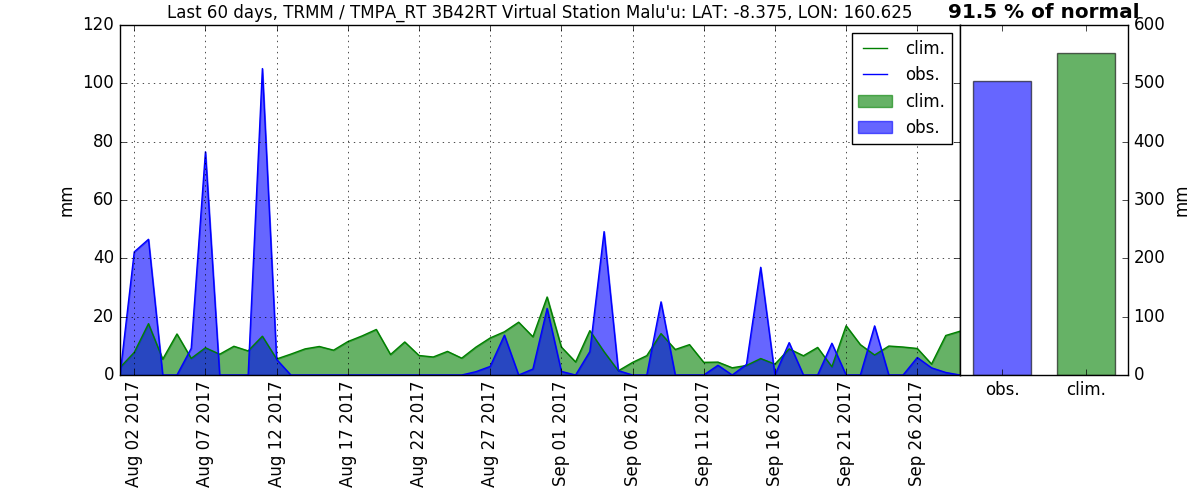 Last 60 days, TRMM / TMPA_RT 3B42RT Virtual Station Malu'u: LAT: -8.375, LON: 160.625
91.5 % of normal
120
100
80
60
40
20
0
mm
clim.
obs.
clim.
obs.
Aug 02 2017
Aug 07 2017
Aug 12 2017
Aug 17 2017
Aug 22 2017
Aug 27 2017
Sep 01 2017
Sep 06 2017
Sep 11 2017
Sep 16 2017
Sep 21 2017
Sep 26 2017
600
500
400
300
200
100
0
mm
obs.
clim.